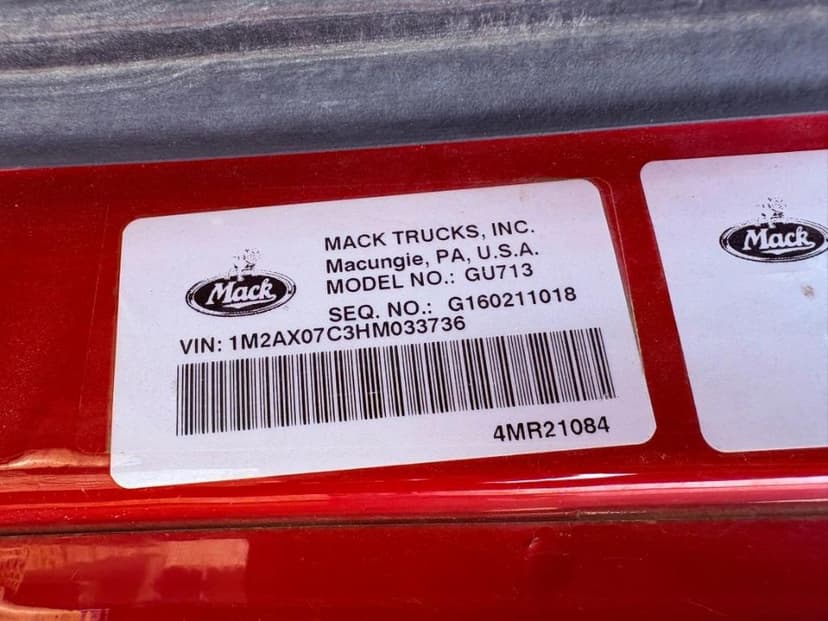 Mack
MACK TRUCKS, INC.
Macungie, PA, U.S.A.
MODEL NO.: GU713
SEQ. NO.: G160211018
VIN: 1M2AX07C3HM033736
4MR21084
Mack